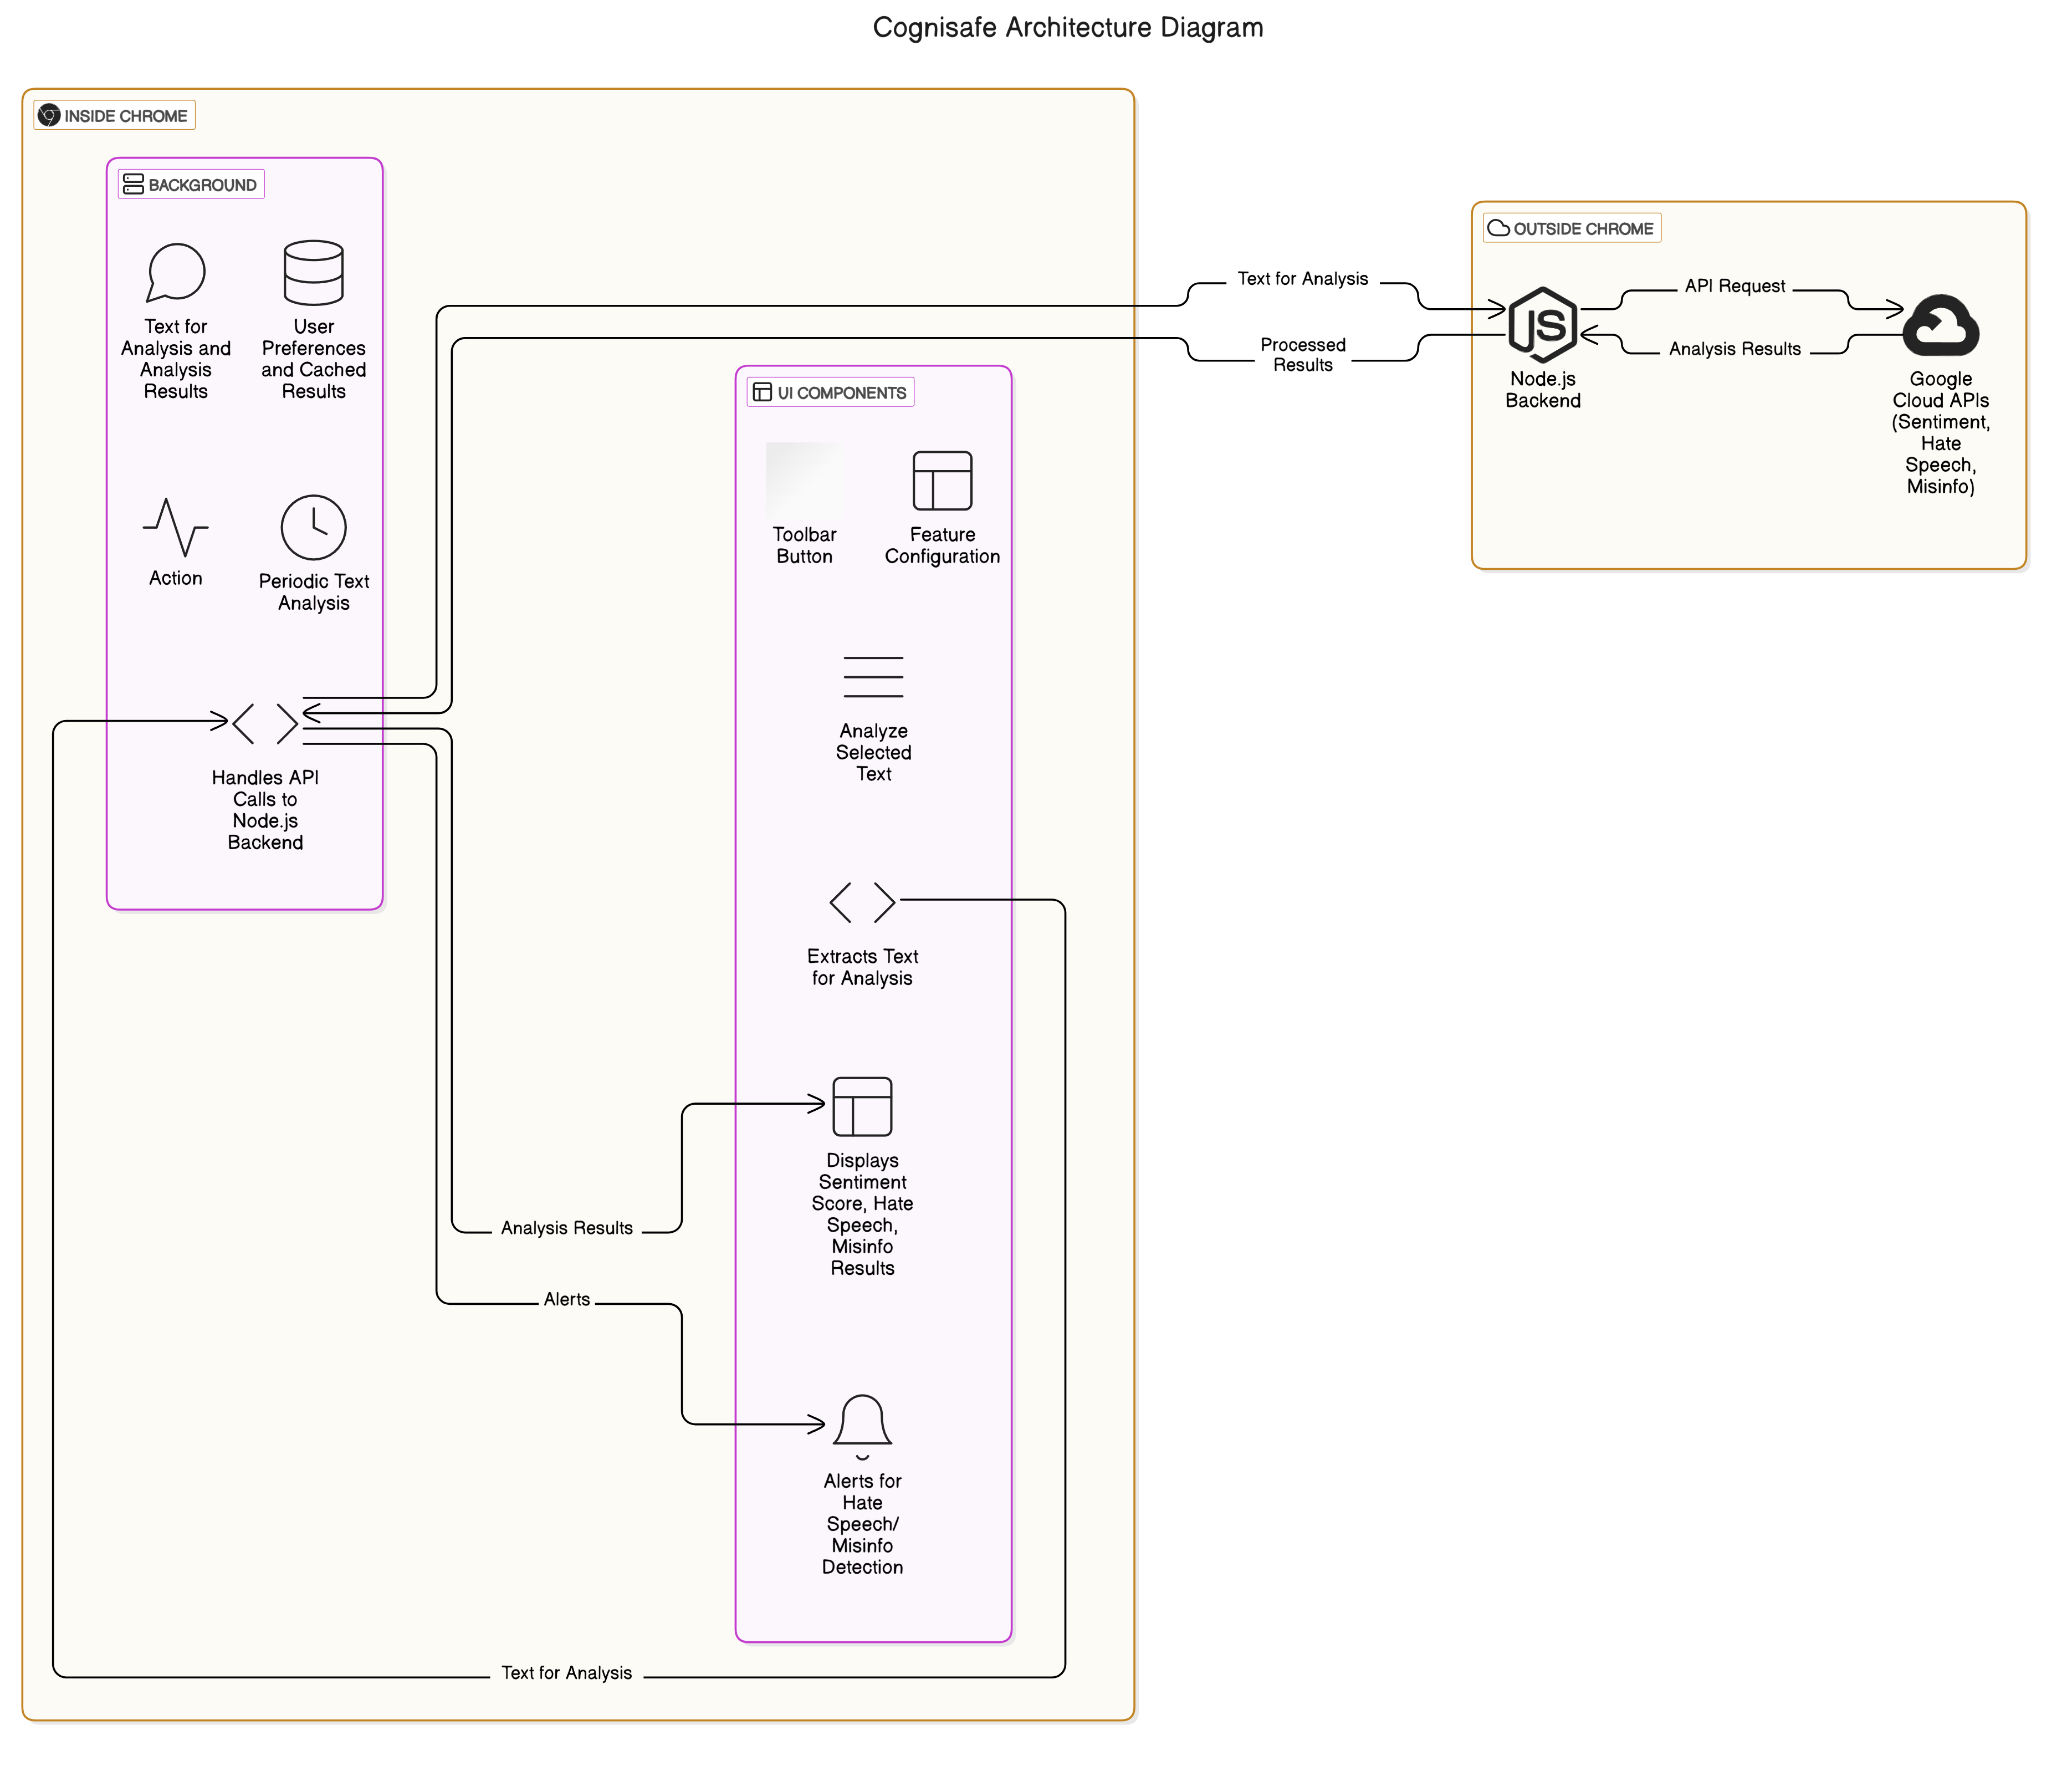 Cognisafe Architecture Diagram
INSIDE CHROME
BACKGROUND
Text for
Analysis and
Analysis
Results
User
Preferences
and Cached
Results
Action
Periodic Text
Analysis
Handles API
Calls to
Node.js
Backend
UI COMPONENTS
Toolbar
Button
Feature
Configuration
Analyze
Selected
Text
Extracts Text
for Analysis
Displays
Sentiment
Score, Hate
Speech,
Misinfo
Results
Alerts for
Hate
Speech/
Misinfo
Detection
Analysis Results
Alerts
Text for Analysis
Text for Analysis
Processed
Results
OUTSIDE CHROME
JS
Node.js
Backend
API Request
Analysis Results
Google
Cloud APIs
(Sentiment,
Hate
Speech,
Misinfo)